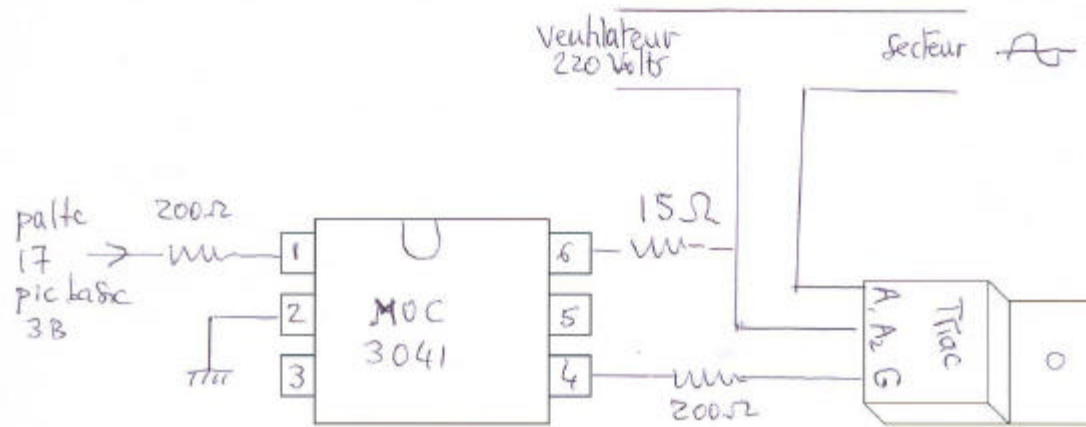 Ventilateur
220 Volts
Secteur
palte
17
pic basic
3B
200Ω
15Ω
1
2
3
MOC
3041
6
5
4
200Ω
A1
A2
G
Triac